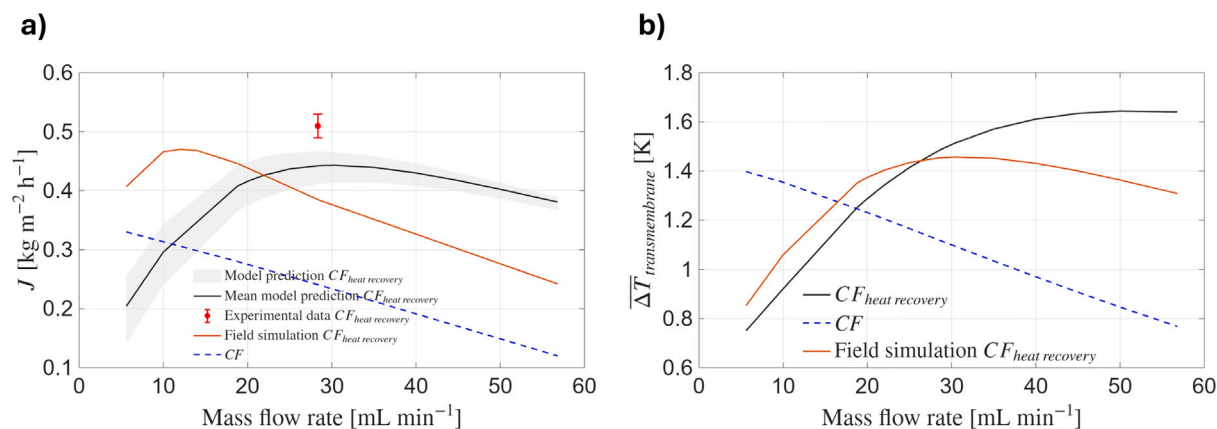 a)
J [kg m⁻² h⁻¹]
0.6
0.5
0.4
0.3
0.2
0.1
0 10 20 30 40 50 60
Mass flow rate [mL min⁻¹]
Model prediction CF_heat recovery
Mean model prediction CF_heat recovery
Experimental data CF_heat recovery
Field simulation CF_heat recovery
CF
b)
ΔT̅ transmembrane [K]
1.8
1.6
1.4
1.2
1
0.8
0.6
0 10 20 30 40 50 60
Mass flow rate [mL min⁻¹]
CF_heat recovery
CF
Field simulation CF_heat recovery